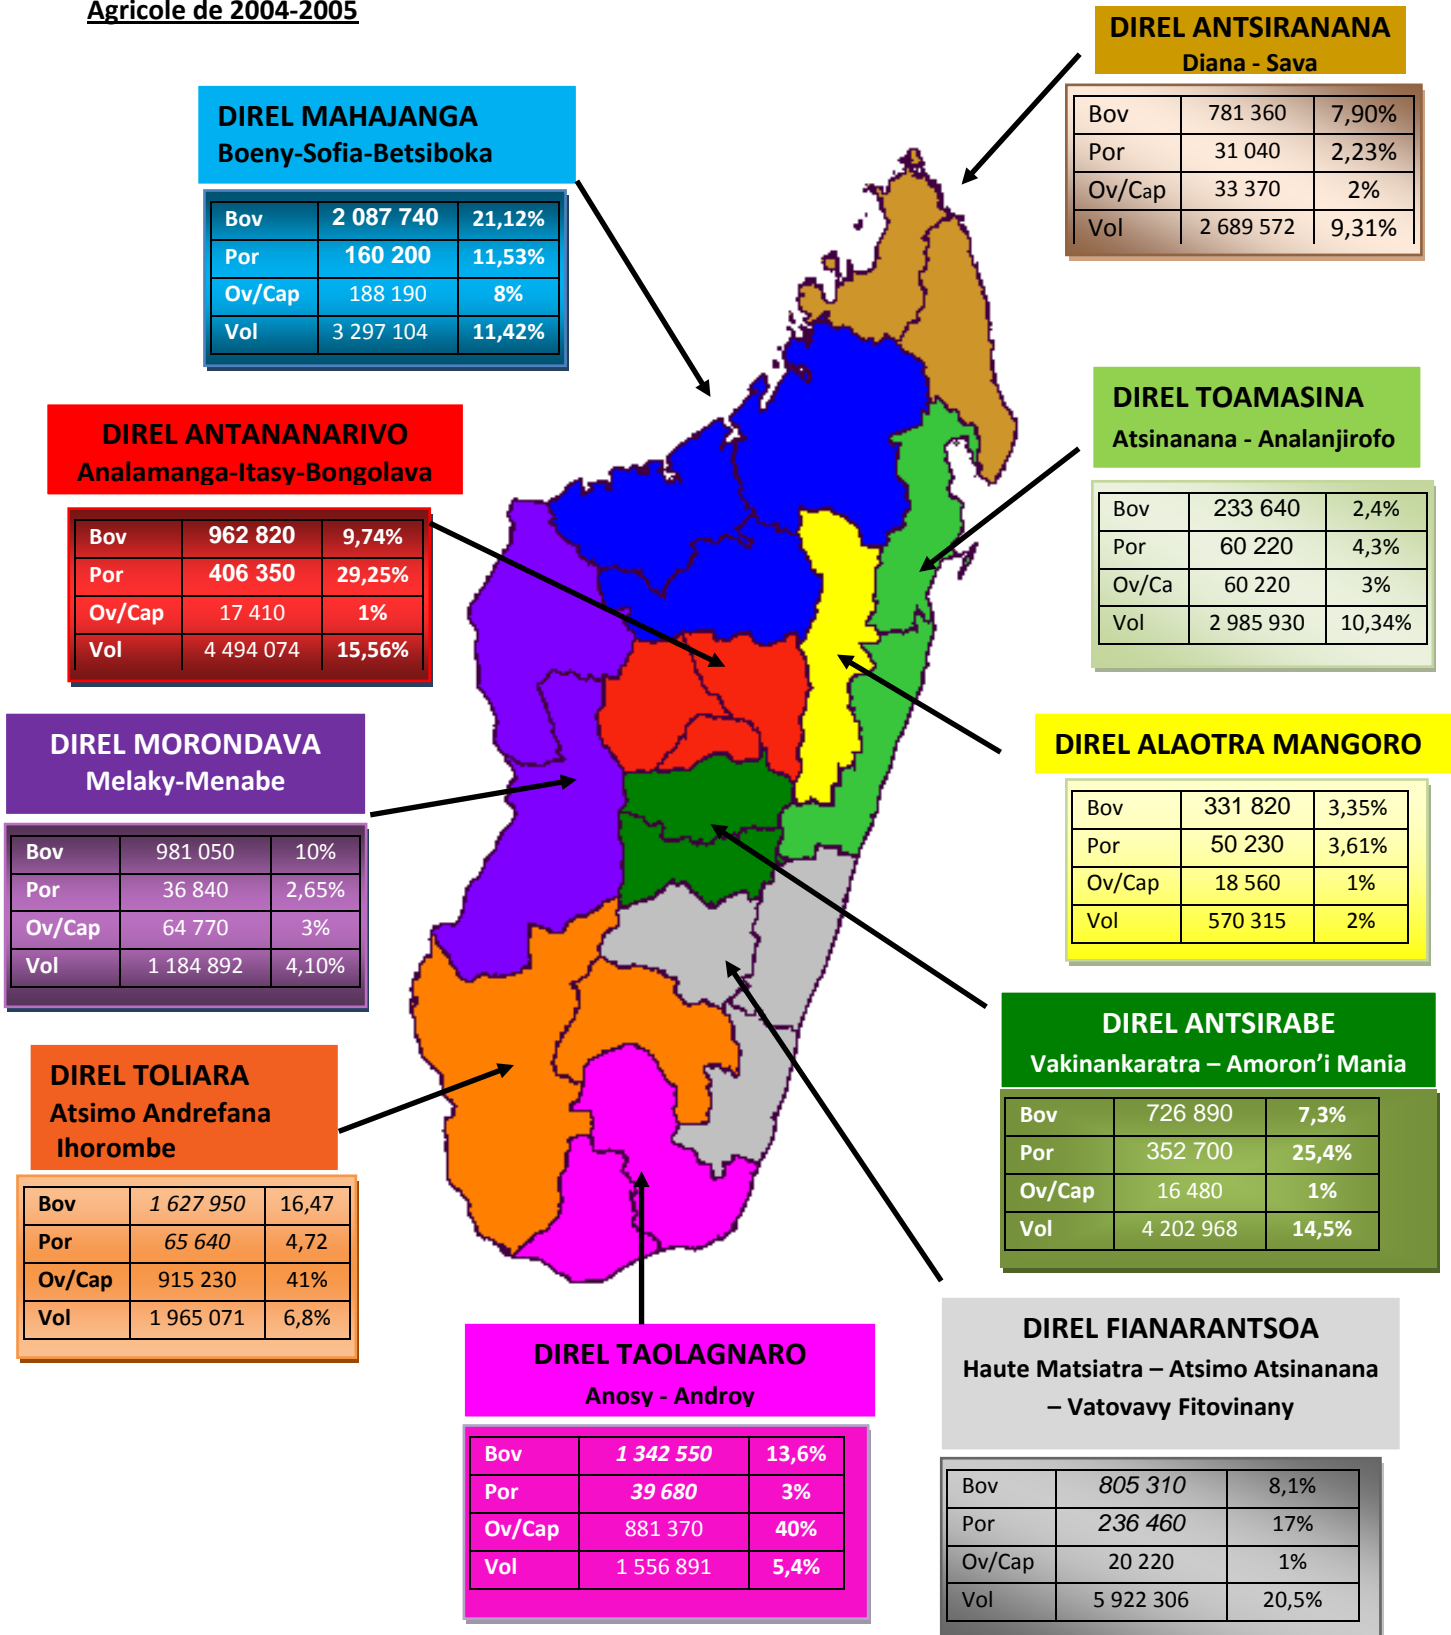 Agricole de 2004-2005
DIREL ANTSIRANANA
Diana - Sava
Bov 781 360 7,90%
Por 31 040 2,23%
Ov/Cap 33 370 2%
Vol 2 689 572 9,31%
DIREL MAHAJANGA
Boeny-Sofia-Betsiboka
Bov 2 087 740 21,12%
Por 160 200 11,53%
Ov/Cap 188 190 8%
Vol 3 297 104 11,42%
DIREL TOAMASINA
Atsinanana - Analanjirofo
Bov 233 640 2,4%
Por 60 220 4,3%
Ov/Ca 60 220 3%
Vol 2 985 930 10,34%
DIREL ANTANANARIVO
Analamanga-Itasy-Bongolava
Bov 962 820 9,74%
Por 406 350 29,25%
Ov/Cap 17 410 1%
Vol 4 494 074 15,56%
DIREL MORONDAVA
Melaky-Menabe
Bov 981 050 10%
Por 36 840 2,65%
Ov/Cap 64 770 3%
Vol 1 184 892 4,10%
DIREL ALAOTRA MANGORO
Bov 331 820 3,35%
Por 50 230 3,61%
Ov/Cap 18 560 1%
Vol 570 315 2%
DIREL ANTSIRABE
Vakinankaratra – Amoron’i Mania
Bov 726 890 7,3%
Por 352 700 25,4%
Ov/Cap 16 480 1%
Vol 4 202 968 14,5%
DIREL TOLIARA
Atsimo Andrefana
Ihorombe
Bov 1 627 950 16,47
Por 65 640 4,72
Ov/Cap 915 230 41%
Vol 1 965 071 6,8%
DIREL TAOLAGNARO
Anosy - Androy
Bov 1 342 550 13,6%
Por 39 680 3%
Ov/Cap 881 370 40%
Vol 1 556 891 5,4%
DIREL FIANARANTSOA
Haute Matsiatra – Atsimo Atsinanana
– Vatovavy Fitovinany
Bov 805 310 8,1%
Por 236 460 17%
Ov/Cap 20 220 1%
Vol 5 922 306 20,5%